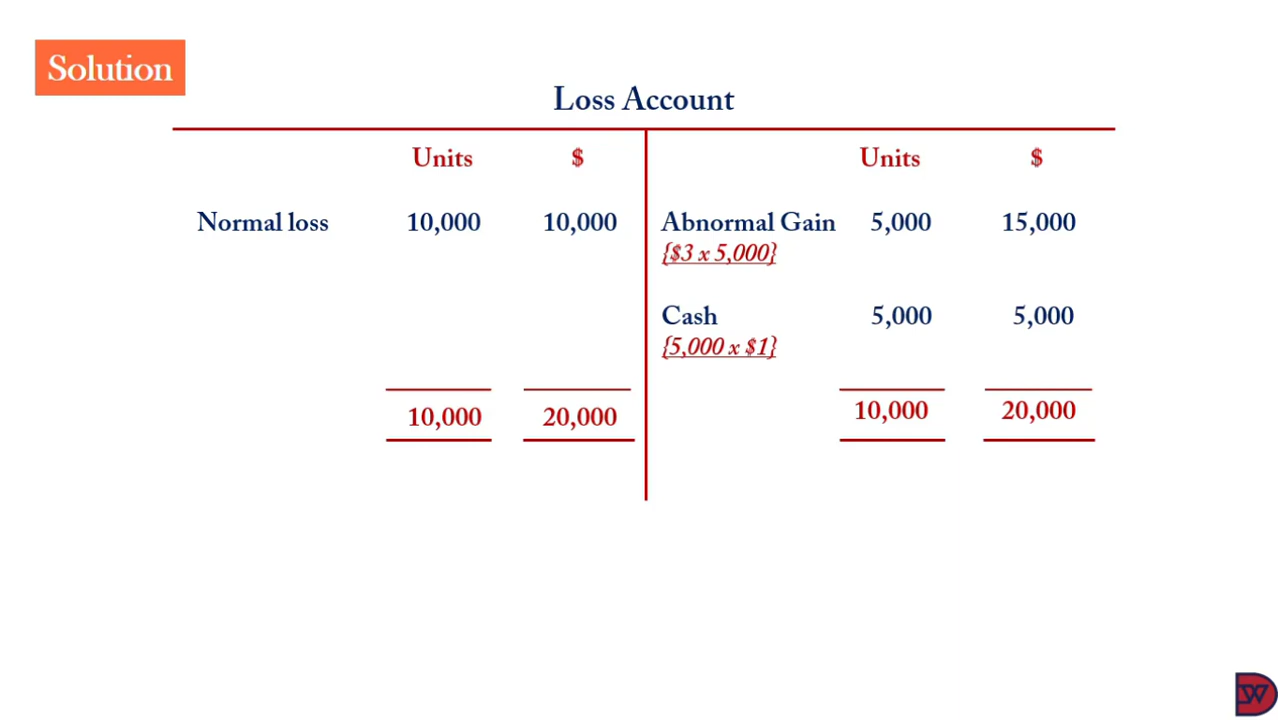 Solution
Loss Account
Units $ Units $
Normal loss 10,000 10,000 Abnormal Gain 5,000 15,000
{$3 x 5,000}
Cash 5,000 5,000
{5,000 x $1}
10,000 20,000 10,000 20,000
DW